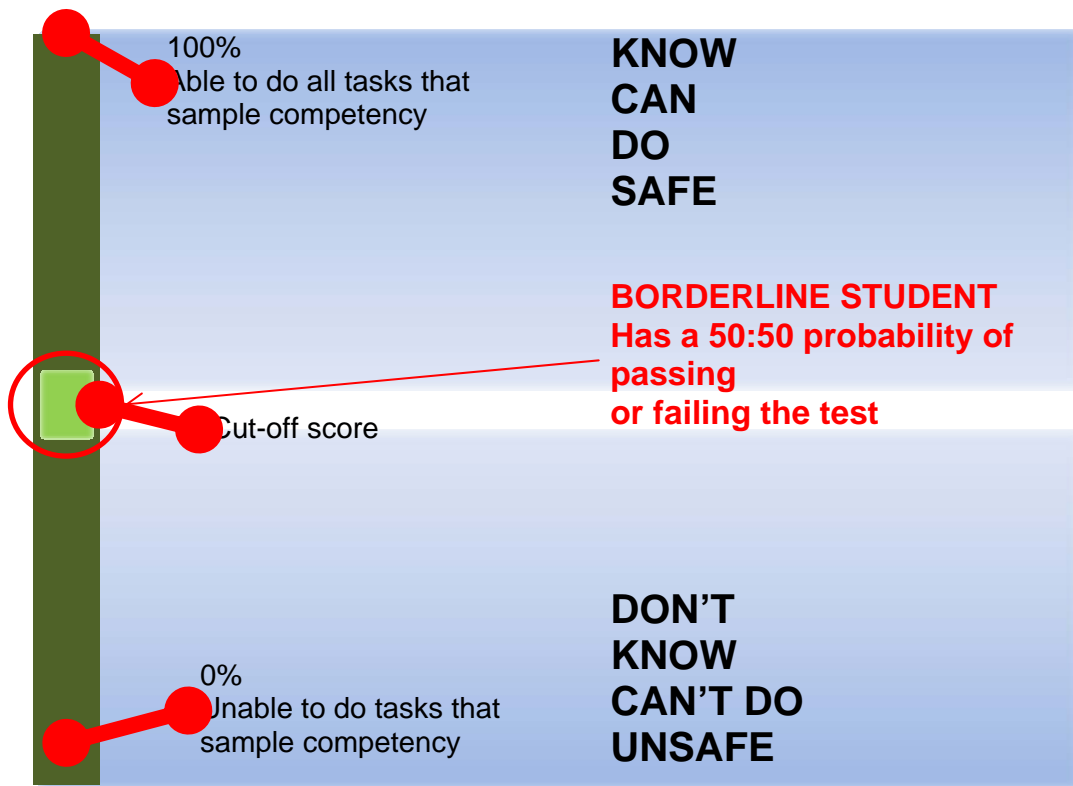 100%
Able to do all tasks that
sample competency
KNOW
CAN
DO
SAFE
BORDERLINE STUDENT
Has a 50:50 probability of
passing
or failing the test
Cut-off score
DON’T
KNOW
CAN’T DO
UNSAFE
0%
Unable to do tasks that
sample competency